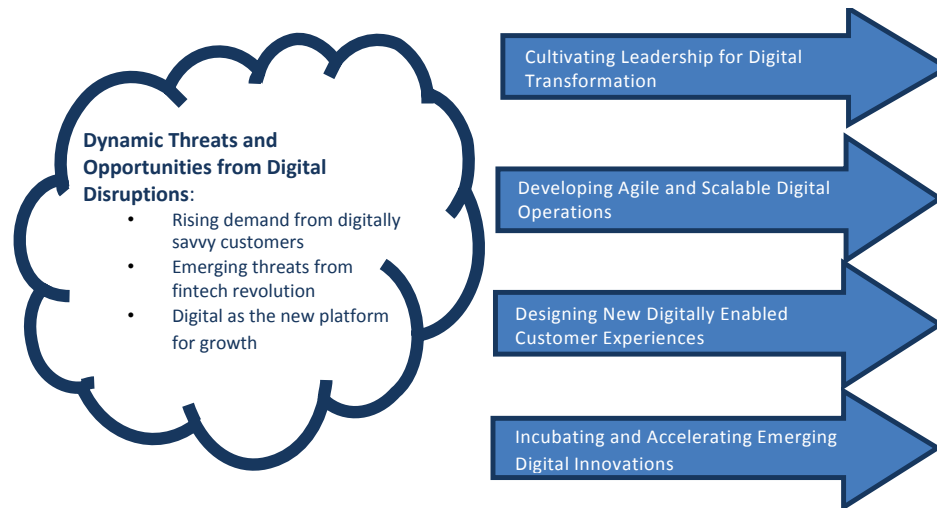 Dynamic Threats and
Opportunities from Digital
Disruptions:
• Rising demand from digitally
savvy customers
• Emerging threats from
fintech revolution
• Digital as the new platform
for growth
Cultivating Leadership for Digital
Transformation
Developing Agile and Scalable Digital
Operations
Designing New Digitally Enabled
Customer Experiences
Incubating and Accelerating Emerging
Digital Innovations